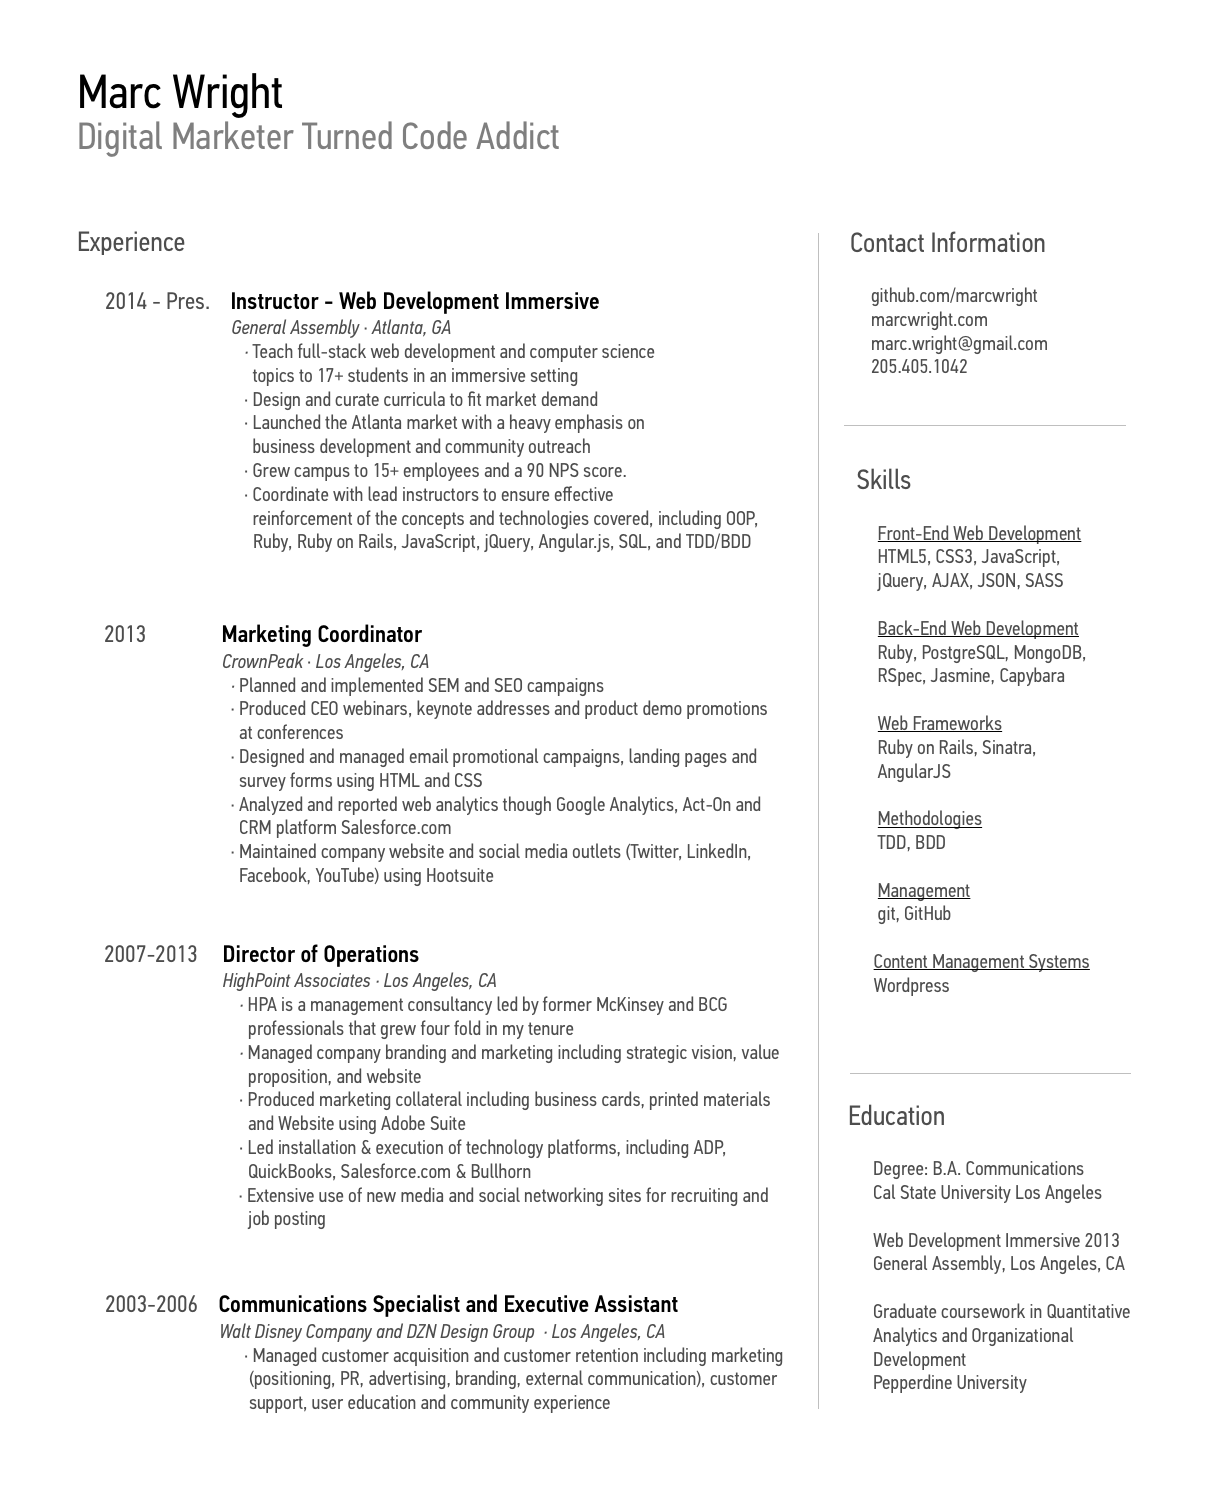 Marc Wright
Digital Marketer Turned Code Addict
Experience
2014 - Pres. Instructor - Web Development Immersive
General Assembly · Atlanta, GA
· Teach full-stack web development and computer science
topics to 17+ students in an immersive setting
· Design and curate curricula to fit market demand
· Launched the Atlanta market with a heavy emphasis on
business development and community outreach
· Grew campus to 15+ employees and a 90 NPS score.
· Coordinate with lead instructors to ensure effective
reinforcement of the concepts and technologies covered, including OOP,
Ruby, Ruby on Rails, JavaScript, jQuery, Angular.js, SQL, and TDD/BDD
2013 Marketing Coordinator
CrownPeak · Los Angeles, CA
· Planned and implemented SEM and SEO campaigns
· Produced CEO webinars, keynote addresses and product demo promotions
at conferences
· Designed and managed email promotional campaigns, landing pages and
survey forms using HTML and CSS
· Analyzed and reported web analytics though Google Analytics, Act-On and
CRM platform Salesforce.com
· Maintained company website and social media outlets (Twitter, LinkedIn,
Facebook, YouTube) using Hootsuite
2007-2013 Director of Operations
HighPoint Associates · Los Angeles, CA
· HPA is a management consultancy led by former McKinsey and BCG
professionals that grew four fold in my tenure
· Managed company branding and marketing including strategic vision, value
proposition, and website
· Produced marketing collateral including business cards, printed materials
and Website using Adobe Suite
· Led installation & execution of technology platforms, including ADP,
QuickBooks, Salesforce.com & Bullhorn
· Extensive use of new media and social networking sites for recruiting and
job posting
2003-2006 Communications Specialist and Executive Assistant
Walt Disney Company and DZN Design Group · Los Angeles, CA
· Managed customer acquisition and customer retention including marketing
(positioning, PR, advertising, branding, external communication), customer
support, user education and community experience
Contact Information
github.com/marcwright
marcwright.com
marc.wright@gmail.com
205.405.1042
Skills
Front-End Web Development
HTML5, CSS3, JavaScript,
jQuery, AJAX, JSON, SASS
Back-End Web Development
Ruby, PostgreSQL, MongoDB,
RSpec, Jasmine, Capybara
Web Frameworks
Ruby on Rails, Sinatra,
AngularJS
Methodologies
TDD, BDD
Management
git, GitHub
Content Management Systems
Wordpress
Education
Degree: B.A. Communications
Cal State University Los Angeles
Web Development Immersive 2013
General Assembly, Los Angeles, CA
Graduate coursework in Quantitative
Analytics and Organizational
Development
Pepperdine University